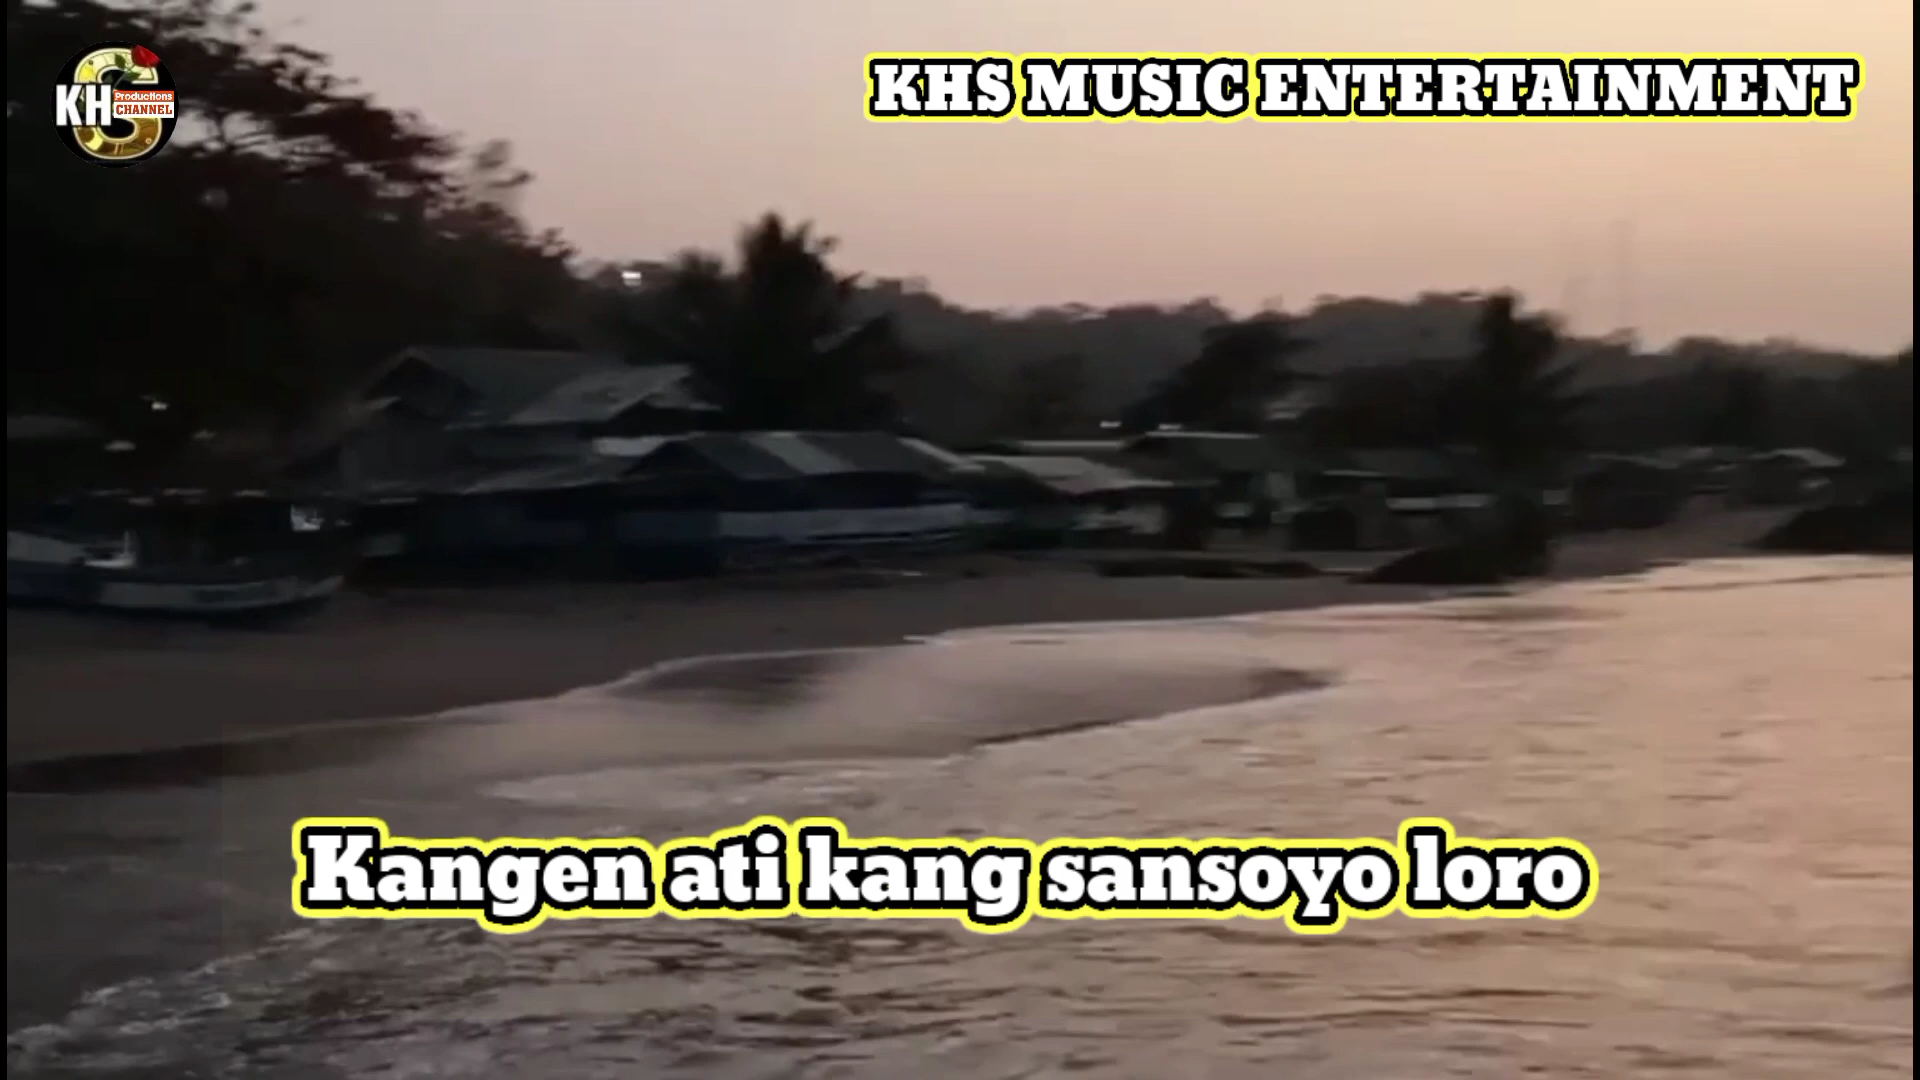 KHS MUSIC ENTERTAINMENT
KH S
Productions
CHANNEL
Kangen ati kang sansoyo loro